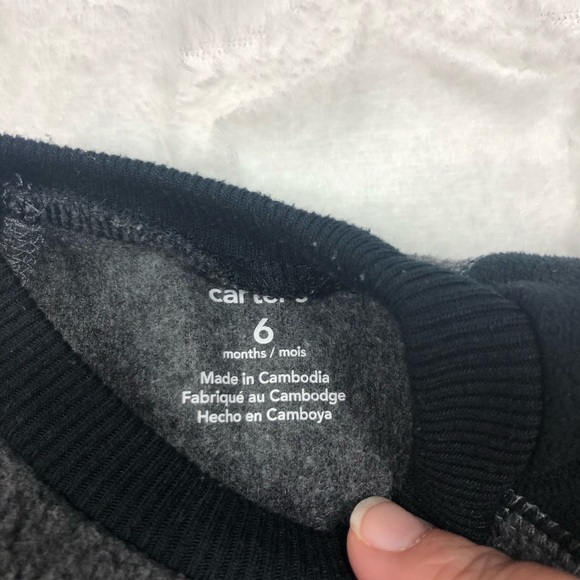 carter's
6
months / mois
Made in Cambodia
Fabriqué au Cambodge
Hecho en Camboya